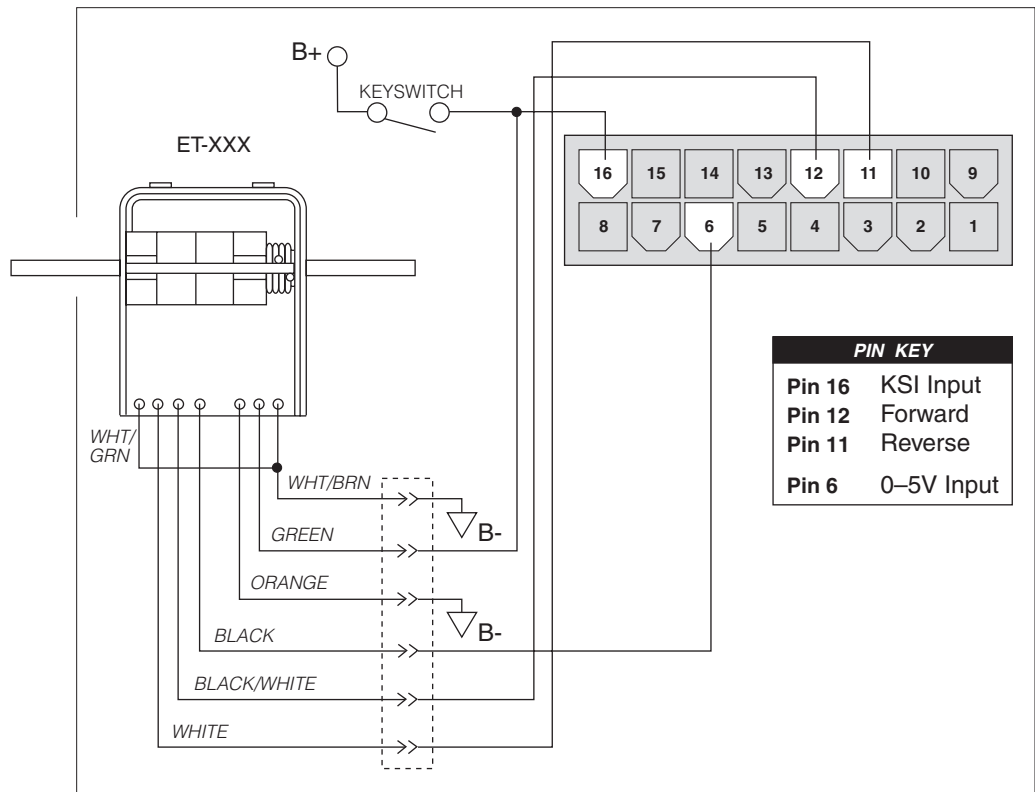 B+
KEYSWITCH
ET-XXX
16 15 14 13 12 11 10 9
8 7 6 5 4 3 2 1
PIN KEY
Pin 16 KSI Input
Pin 12 Forward
Pin 11 Reverse
Pin 6 0–5V Input
WHT/
GRN
WHT/BRN
B-
GREEN
ORANGE
B-
BLACK
BLACK/WHITE
WHITE